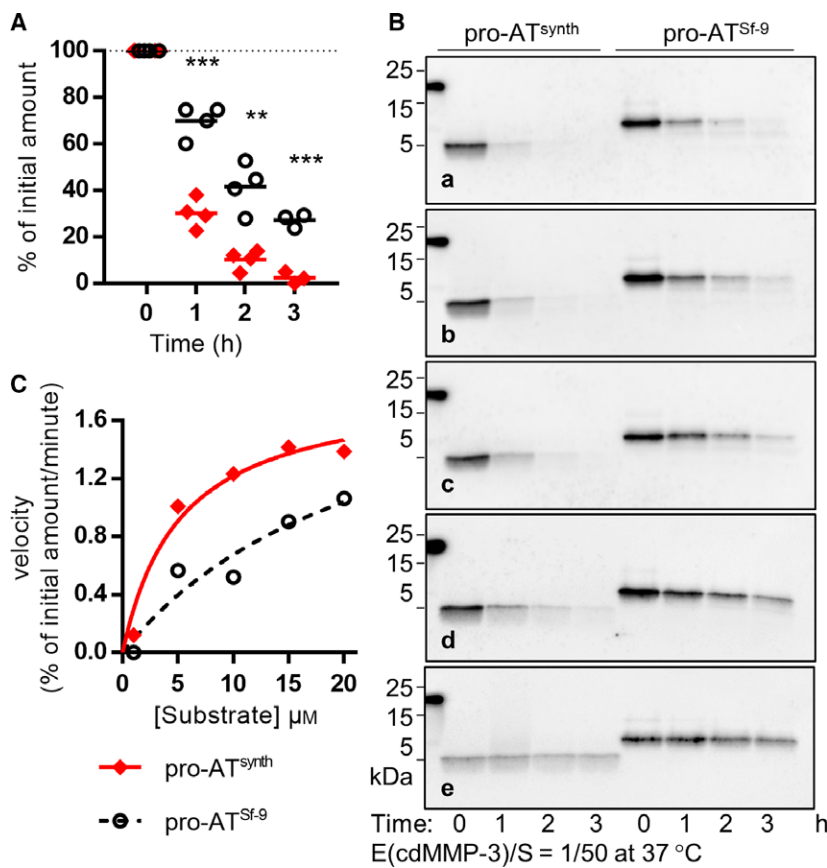 A
% of initial amount
100
80
60
40
20
0
***
**
***
0 1 2 3
Time (h)
B
pro-AT^synth pro-AT^Sf-9
25
15
5
a
25
15
5
b
25
15
5
c
25
15
5
d
25
15
5
kDa
e
Time: 0 1 2 3 0 1 2 3 h
E(cdMMP-3)/S = 1/50 at 37 °C
C
velocity
(% of initial amount/minute)
1.6
1.2
0.8
0.4
0.0
0 5 10 15 20
[Substrate] μM
pro-AT^synth
pro-AT^Sf-9